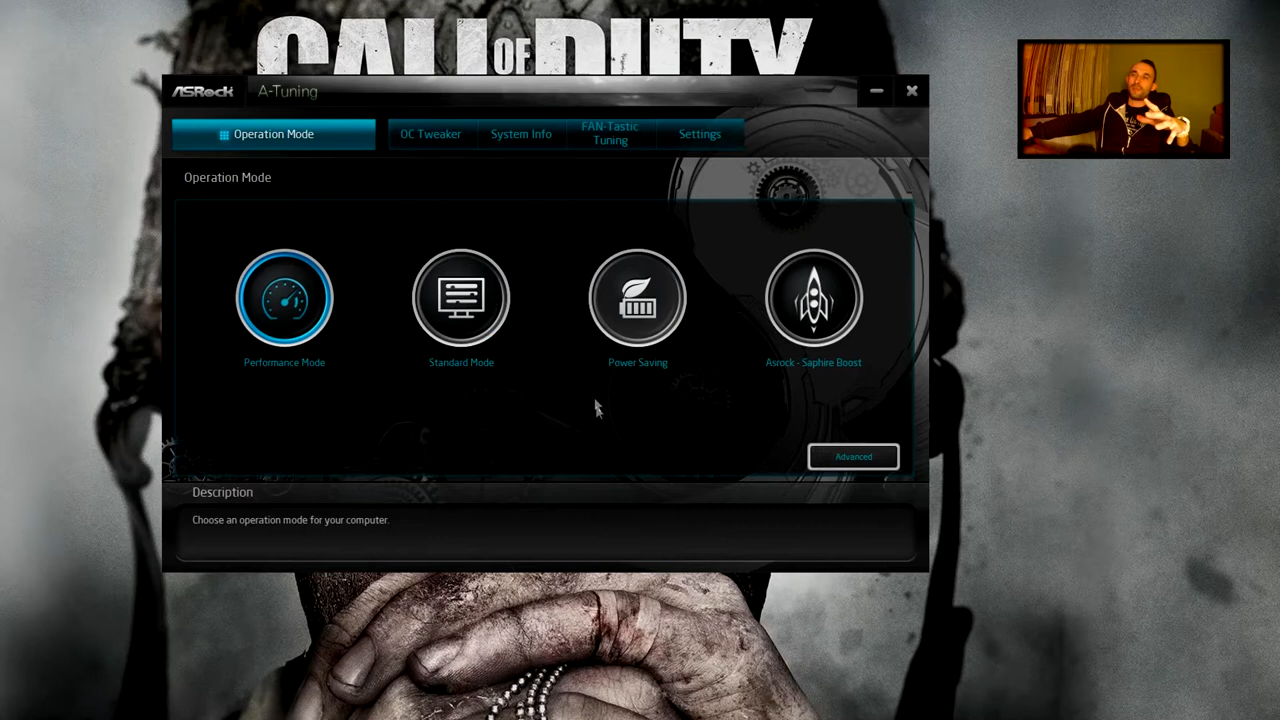 CALL OF DUTY
ASRock
A-Tuning
Operation Mode
OC Tweaker
System Info
FAN-Tastic
Tuning
Settings
Operation Mode
Performance Mode
Standard Mode
Power Saving
Asrock - Saphire Boost
Advanced
Description
Choose an operation mode for your computer.